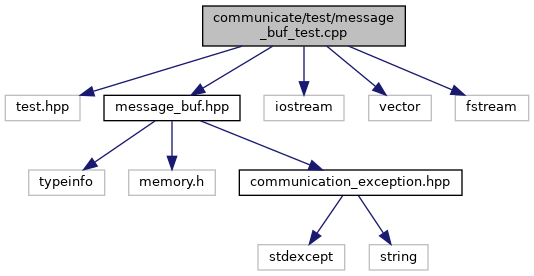 communicate/test/message
_buf_test.cpp
test.hpp
message_buf.hpp
iostream
vector
fstream
typeinfo
memory.h
communication_exception.hpp
stdexcept
string